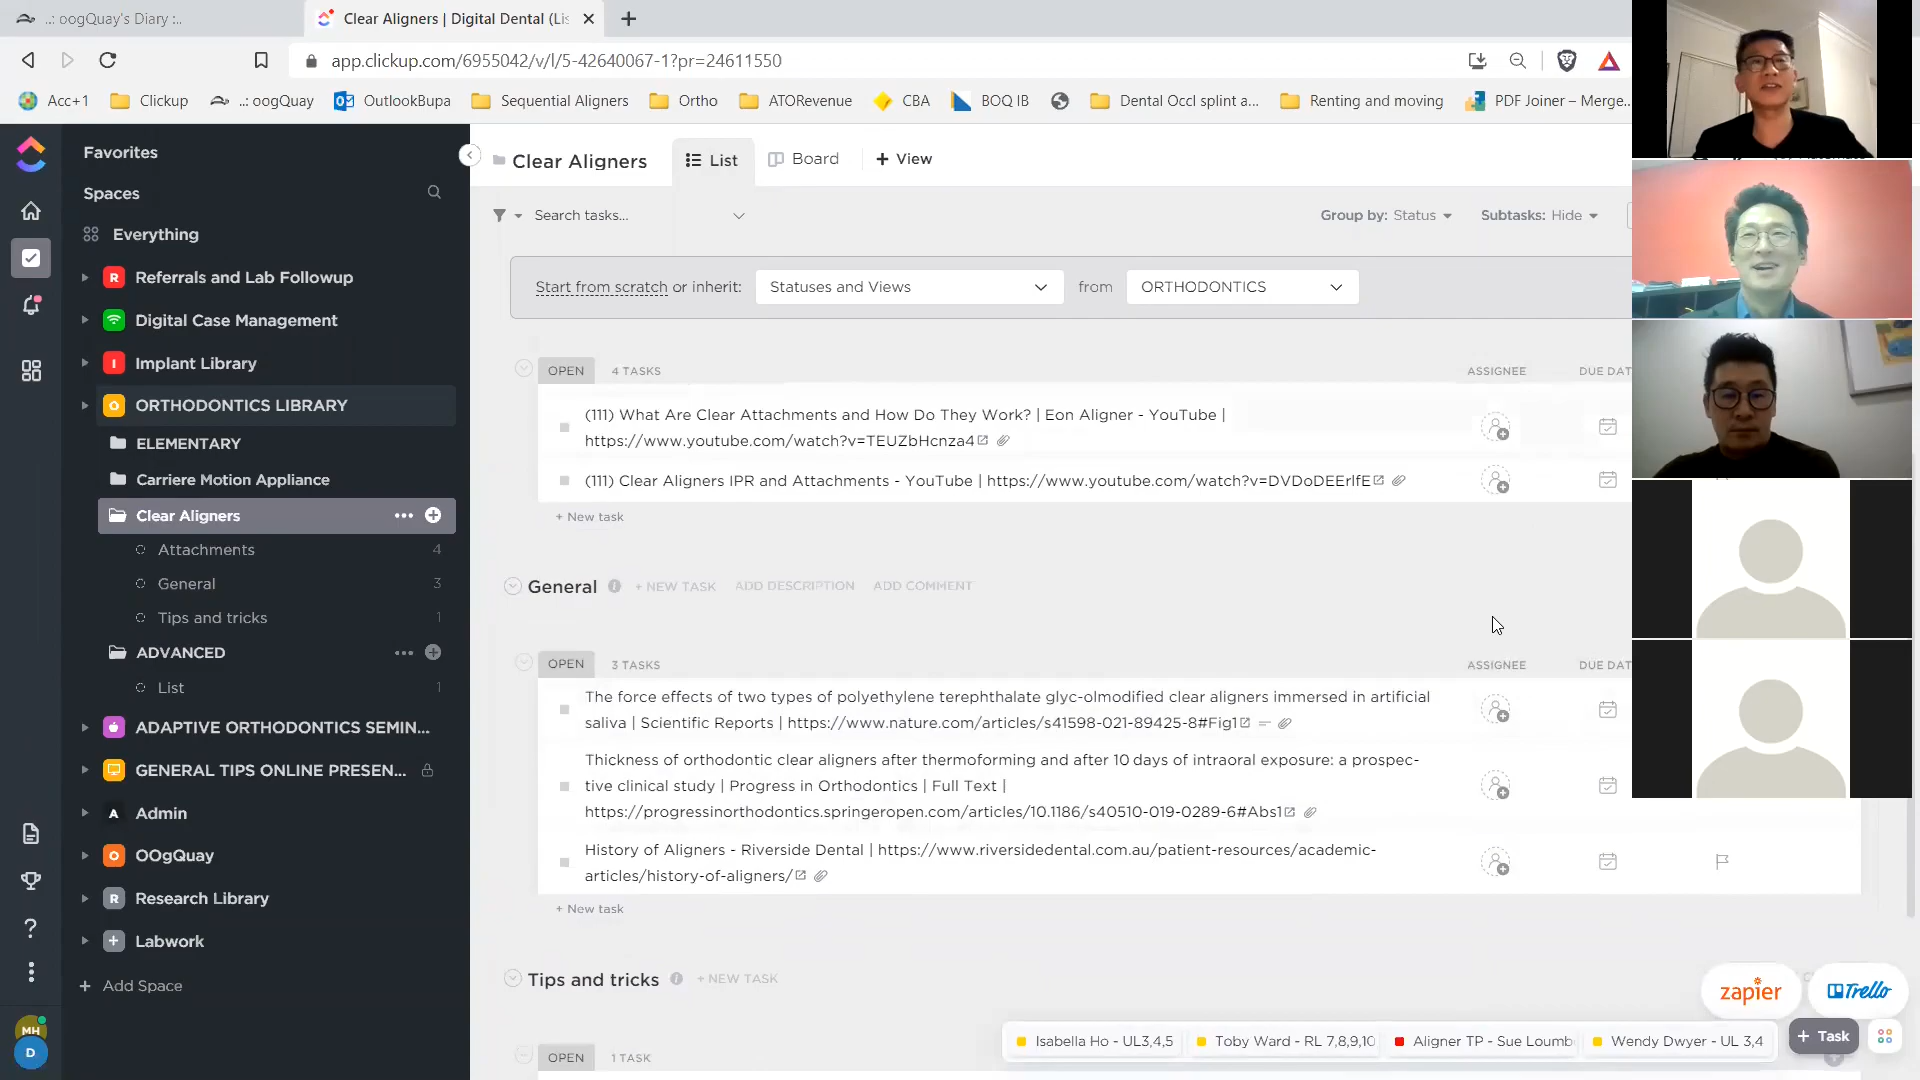 ..: oogQuay's Diary :..
Clear Aligners | Digital Dental (Lis
app.clickup.com/6955042/v/l/5-42640067-1?pr=24611550
Acc+1
Clickup
..: oogQuay
OutlookBupa
Sequential Aligners
Ortho
ATORevenue
CBA
BOQ IB
Dental Occl splint a...
Renting and moving
PDF Joiner – Merge...
Favorites
Spaces
Everything
R
Referrals and Lab Followup
Digital Case Management
I
Implant Library
O
ORTHODONTICS LIBRARY
ELEMENTARY
Carriere Motion Appliance
Clear Aligners
Attachments 4
General 3
Tips and tricks 1
ADVANCED
List 1
ADAPTIVE ORTHODONTICS SEMIN...
GENERAL TIPS ONLINE PRESEN...
A
Admin
O
OOgQuay
R
Research Library
Labwork
+ Add Space
MH
D
Clear Aligners
List
Board
+ View
Search tasks...
Group by: Status
Subtasks: Hide
Start from scratch or inherit:
Statuses and Views
from
ORTHODONTICS
OPEN 4 TASKS ASSIGNEE DUE DAT
(111) What Are Clear Attachments and How Do They Work? | Eon Aligner - YouTube |
https://www.youtube.com/watch?v=TEUZbHcnza4
(111) Clear Aligners IPR and Attachments - YouTube | https://www.youtube.com/watch?v=DVDoDEErlfE
+ New task
General + NEW TASK ADD DESCRIPTION ADD COMMENT
OPEN 3 TASKS ASSIGNEE DUE DAT
The force effects of two types of polyethylene terephthalate glyc-olmodified clear aligners immersed in artificial
saliva | Scientific Reports | https://www.nature.com/articles/s41598-021-89425-8#Fig1
Thickness of orthodontic clear aligners after thermoforming and after 10 days of intraoral exposure: a prospec-
tive clinical study | Progress in Orthodontics | Full Text |
https://progressinorthodontics.springeropen.com/articles/10.1186/s40510-019-0289-6#Abs1
History of Aligners - Riverside Dental | https://www.riversidedental.com.au/patient-resources/academic-
articles/history-of-aligners/
+ New task
Tips and tricks + NEW TASK
OPEN 1 TASK
zapier
Trello
Isabella Ho - UL3,4,5
Toby Ward - RL 7,8,9,10
Aligner TP - Sue Loumb
Wendy Dwyer - UL 3,4
+ Task